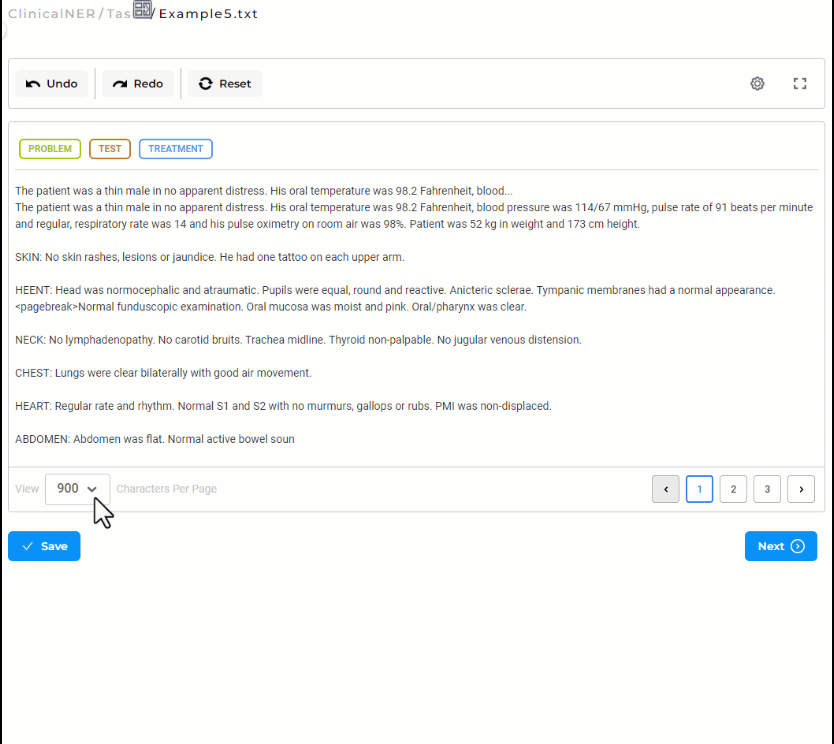 ClinicalNER/Tas /Example5.txt
Undo Redo Reset
PROBLEM TEST TREATMENT
The patient was a thin male in no apparent distress. His oral temperature was 98.2 Fahrenheit, blood...
The patient was a thin male in no apparent distress. His oral temperature was 98.2 Fahrenheit, blood pressure was 114/67 mmHg, pulse rate of 91 beats per minute
and regular, respiratory rate was 14 and his pulse oximetry on room air was 98%. Patient was 52 kg in weight and 173 cm height.
SKIN: No skin rashes, lesions or jaundice. He had one tattoo on each upper arm.
HEENT: Head was normocephalic and atraumatic. Pupils were equal, round and reactive. Anicteric sclerae. Tympanic membranes had a normal appearance.
<pagebreak>Normal funduscopic examination. Oral mucosa was moist and pink. Oral/pharynx was clear.
NECK: No lymphadenopathy. No carotid bruits. Trachea midline. Thyroid non-palpable. No jugular venous distension.
CHEST: Lungs were clear bilaterally with good air movement.
HEART: Regular rate and rhythm. Normal S1 and S2 with no murmurs, gallops or rubs. PMI was non-displaced.
ABDOMEN: Abdomen was flat. Normal active bowel soun
View 900 Characters Per Page ‹ 1 2 3 ›
Save Next